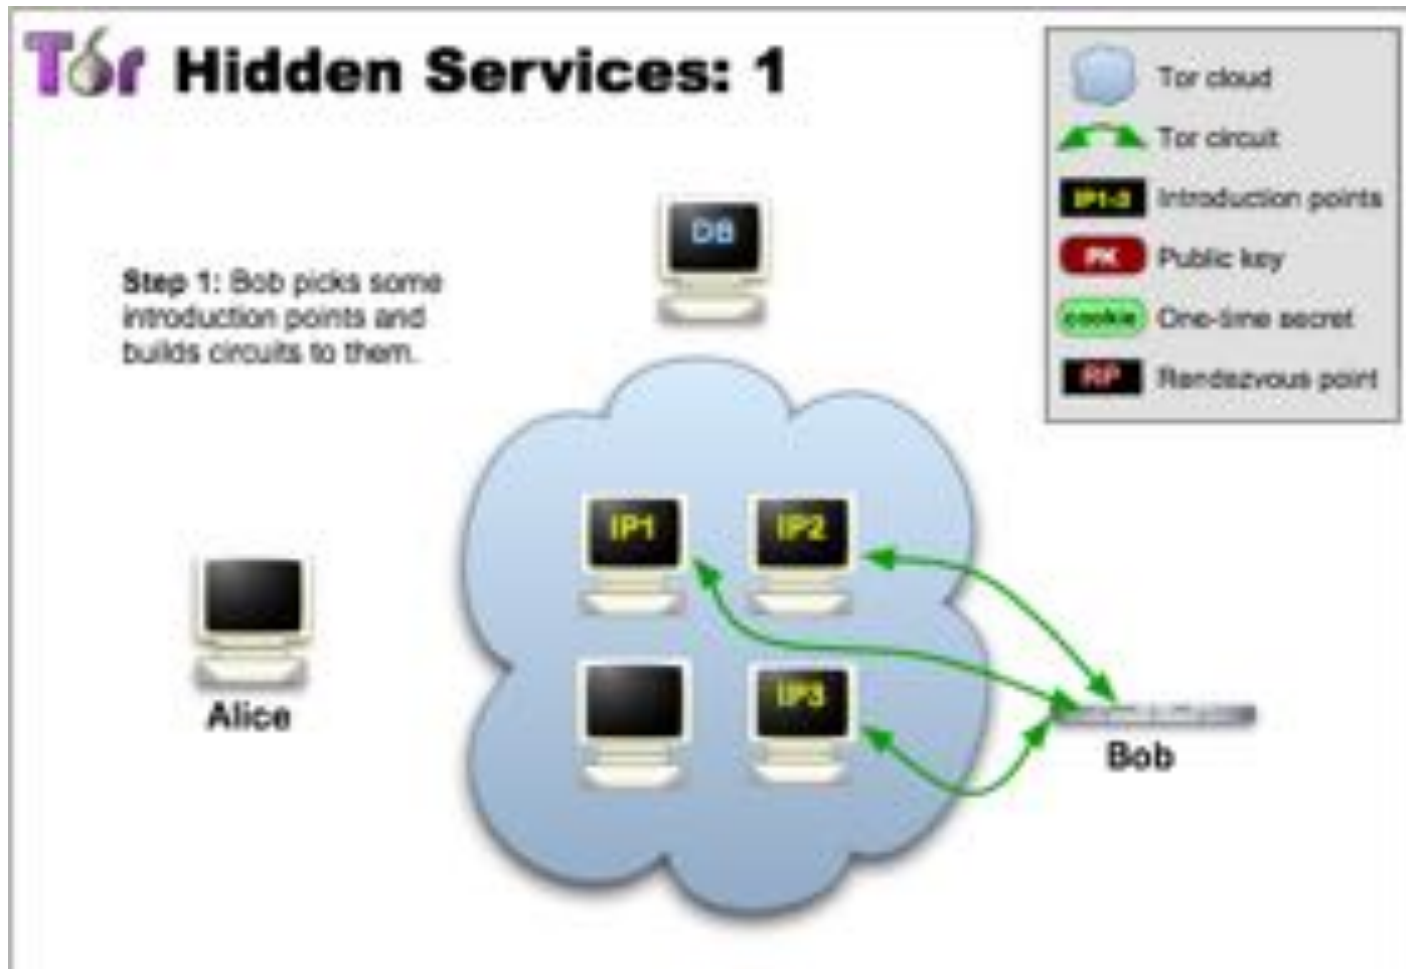 Tor Hidden Services: 1
Tor cloud
Tor circuit
IP1-3 Introduction points
PK Public key
cookie One-time secret
RP Rendezvous point
DB
Step 1: Bob picks some
introduction points and
builds circuits to them.
IP1 IP2
IP3
Alice
Bob